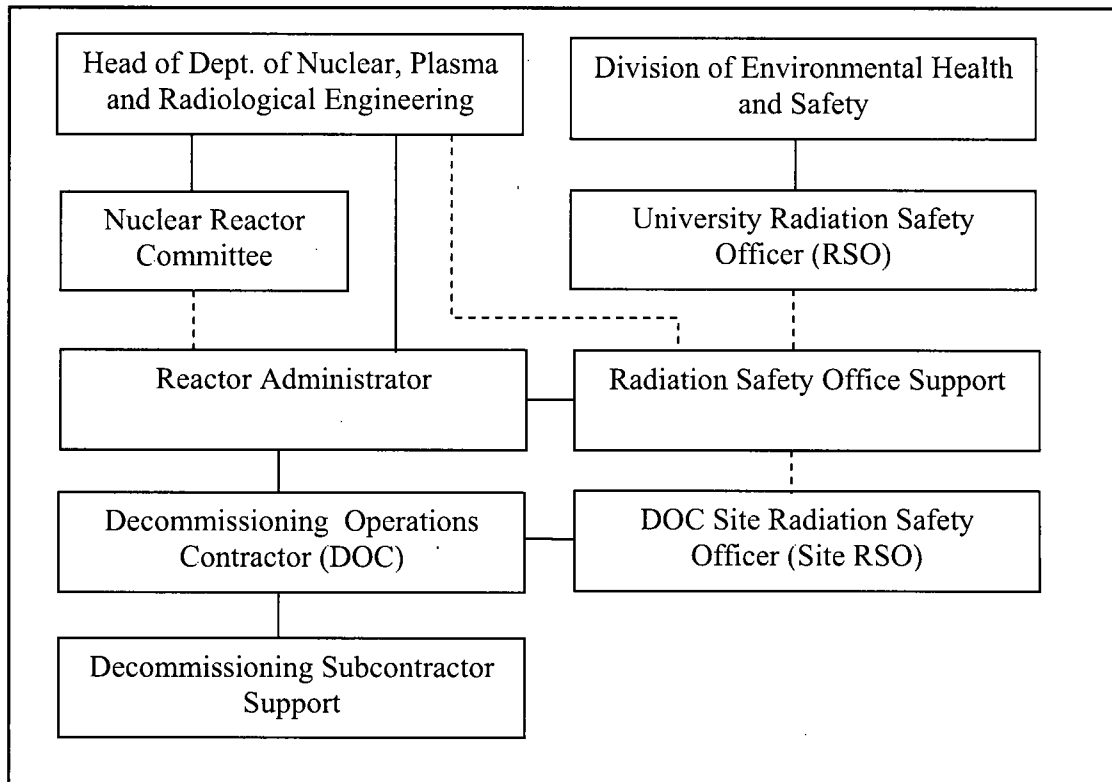 Head of Dept. of Nuclear, Plasma
and Radiological Engineering
Division of Environmental Health
and Safety
Nuclear Reactor
Committee
University Radiation Safety
Officer (RSO)
Reactor Administrator
Radiation Safety Office Support
Decommissioning Operations
Contractor (DOC)
DOC Site Radiation Safety
Officer (Site RSO)
Decommissioning Subcontractor
Support